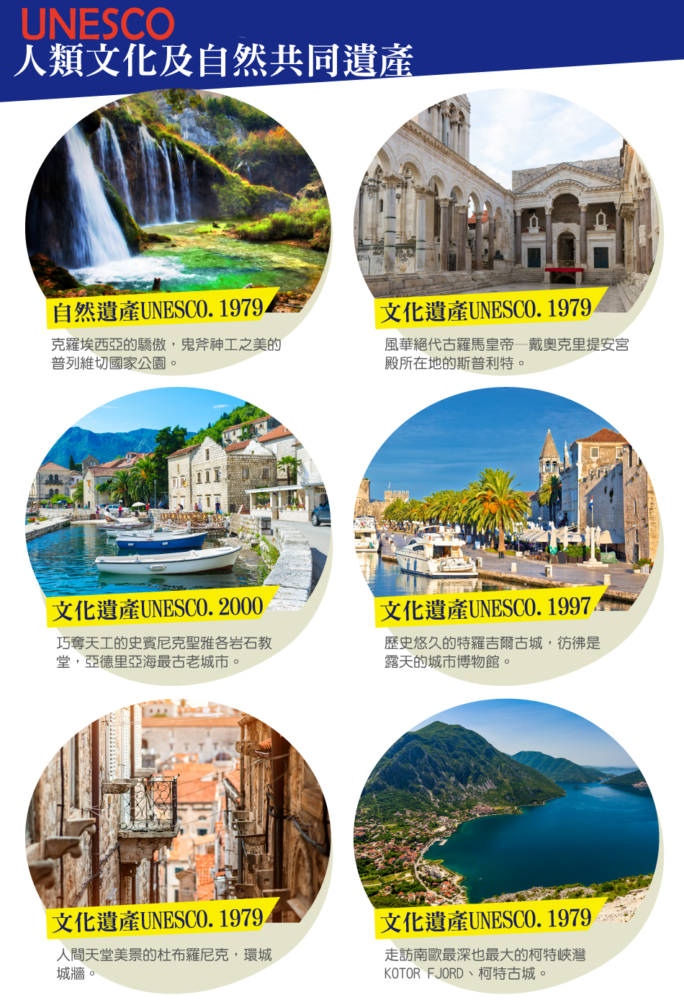 UNESCO
人類文化及自然共同遺產
自然遺產UNESCO. 1979
克羅埃西亞的驕傲，鬼斧神工之美的
普列維切國家公園。
文化遺產UNESCO. 1979
風華絕代古羅馬皇帝─戴奧克里提安宮
殿所在地的斯普利特。
文化遺產UNESCO. 2000
巧奪天工的史賓尼克聖雅各岩石教
堂，亞德里亞海最古老城市。
文化遺產UNESCO. 1997
歷史悠久的特羅吉爾古城，彷彿是
露天的城市博物館。
文化遺產UNESCO. 1979
人間天堂美景的杜布羅尼克，環城
城牆。
文化遺產UNESCO. 1979
走訪南歐最深也最大的柯特峽灣
KOTOR FJORD、柯特古城。